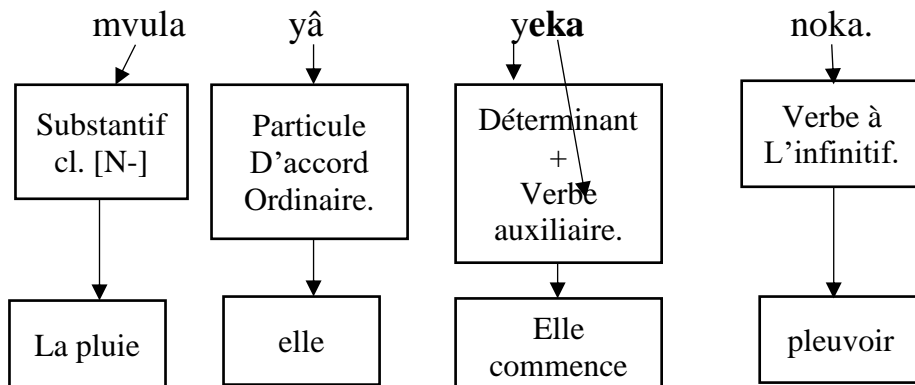 mvula yâ yeka noka.
Substantif
cl. [N-]
Particule
D'accord
Ordinaire.
Déterminant
+
Verbe
auxiliaire.
Verbe à
L'infinitif.
La pluie
elle
Elle
commence
pleuvoir